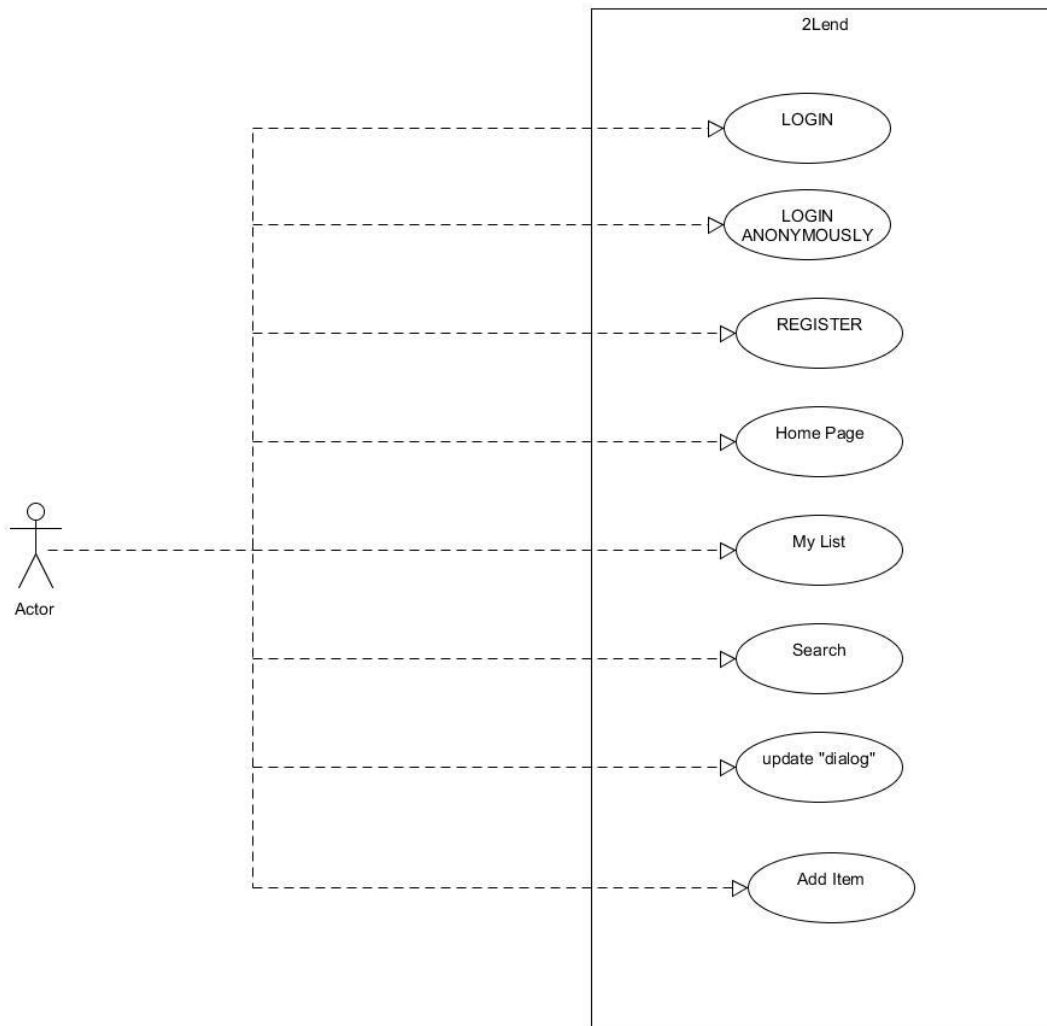 2Lend
LOGIN
LOGIN
ANONYMOUSLY
REGISTER
Home Page
My List
Actor
Search
update "dialog"
Add Item